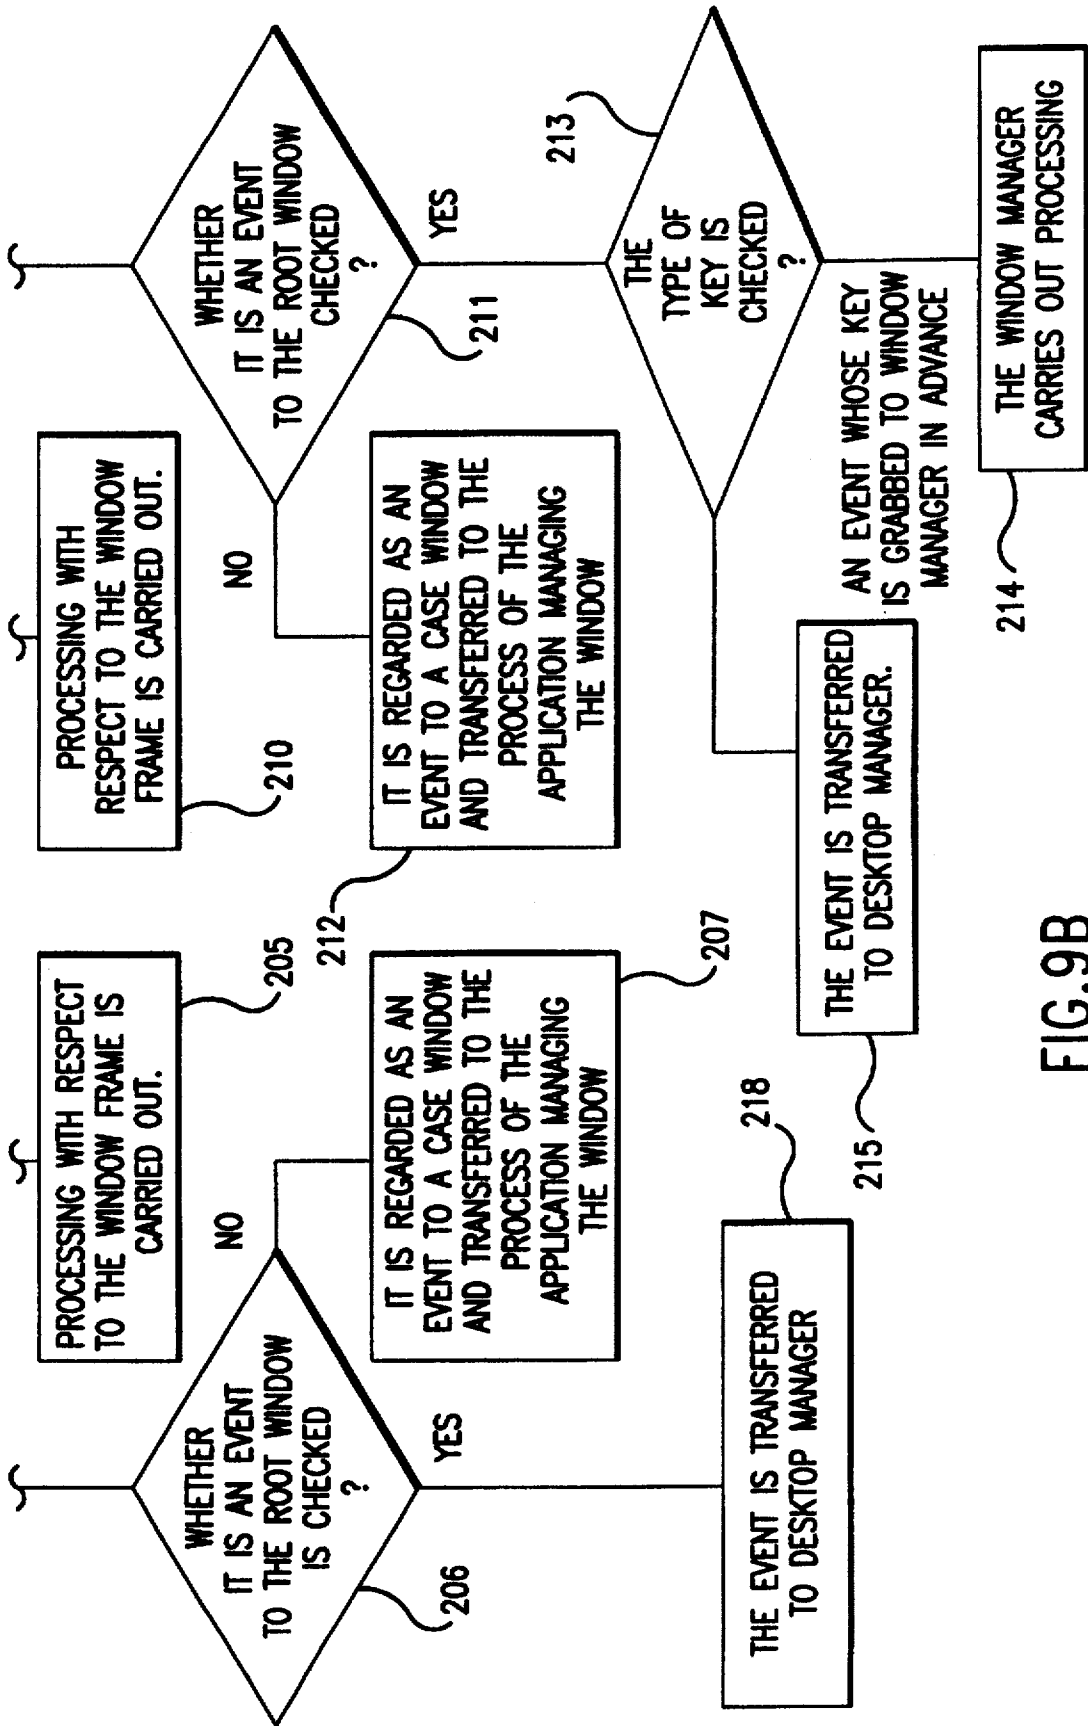 PROCESSING WITH RESPECT
TO THE WINDOW FRAME IS
CARRIED OUT.
205
WHETHER
IT IS AN EVENT
TO THE ROOT WINDOW
IS CHECKED
?
206
NO
YES
IT IS REGARDED AS AN
EVENT TO A CASE WINDOW
AND TRANSFERRED TO THE
PROCESS OF THE
APPLICATION MANAGING
THE WINDOW
207
THE EVENT IS TRANSFERRED
TO DESKTOP MANAGER
218
PROCESSING WITH
RESPECT TO THE WINDOW
FRAME IS CARRIED OUT.
210
WHETHER
IT IS AN EVENT
TO THE ROOT WINDOW
CHECKED
?
211
NO
YES
IT IS REGARDED AS AN
EVENT TO A CASE WINDOW
AND TRANSFERRED TO THE
PROCESS OF THE
APPLICATION MANAGING
THE WINDOW
212
THE
TYPE OF
KEY IS
CHECKED
?
213
AN EVENT WHOSE KEY
IS GRABBED TO WINDOW
MANAGER IN ADVANCE
THE EVENT IS TRANSFERRED
TO DESKTOP MANAGER.
215
THE WINDOW MANAGER
CARRIES OUT PROCESSING
214
FIG.9B